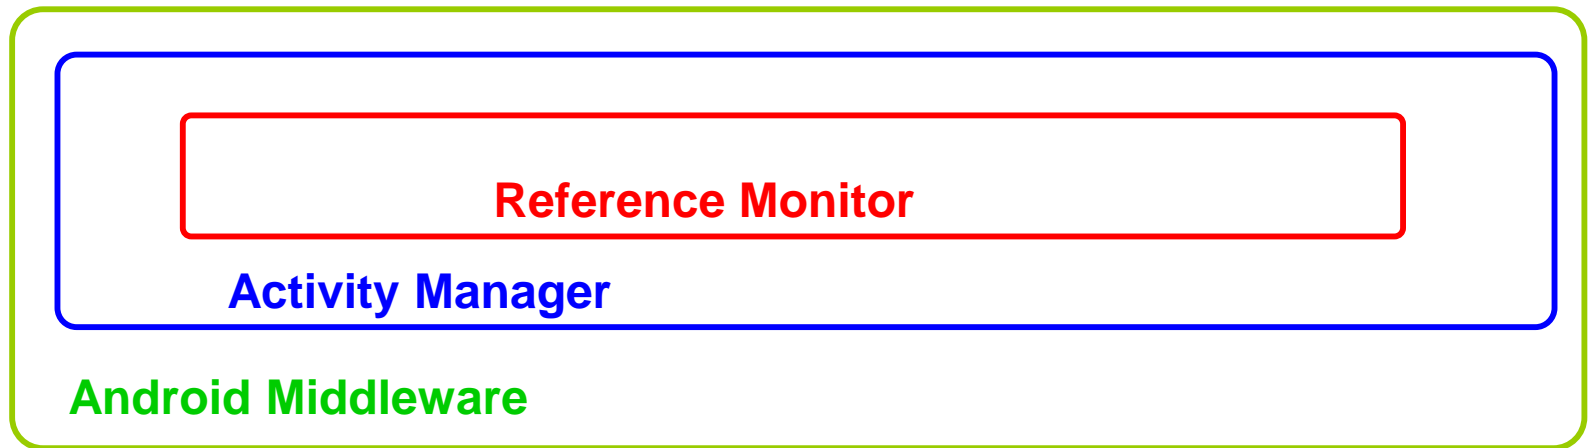 Reference Monitor
Activity Manager
Android Middleware